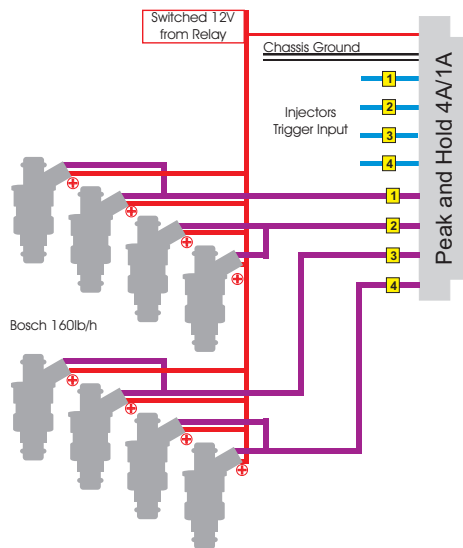 Switched 12V
from Relay
Chassis Ground
1
2
3
4
Injectors
Trigger Input
1
2
3
4
Peak and Hold 4A/1A
Bosch 160lb/h